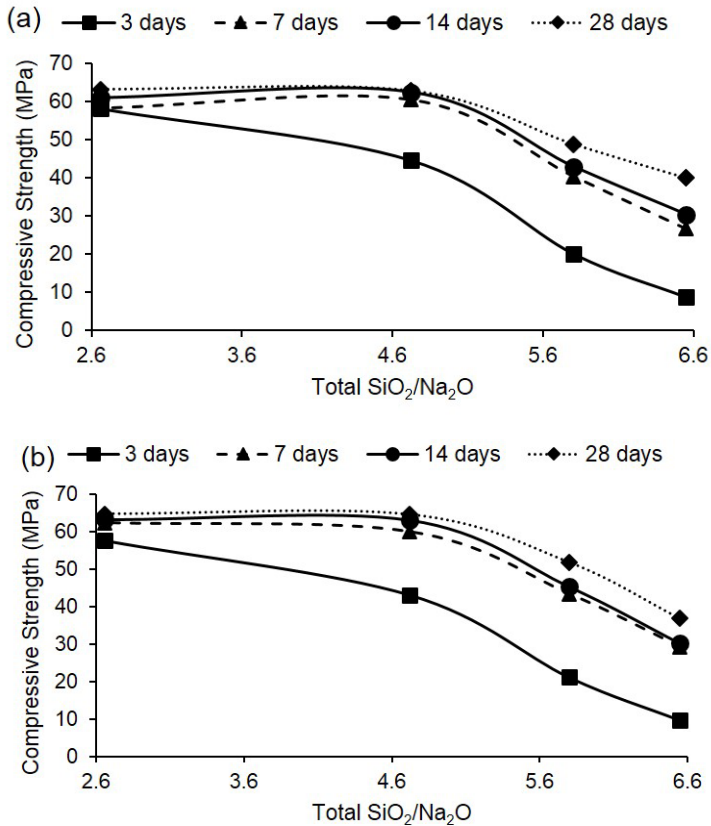 (a)
3 days 7 days 14 days 28 days
Compressive Strength (MPa)
70
60
50
40
30
20
10
0
2.6 3.6 4.6 5.6 6.6
Total SiO₂/Na₂O
(b)
3 days 7 days 14 days 28 days
Compressive Strength (MPa)
70
60
50
40
30
20
10
0
2.6 3.6 4.6 5.6 6.6
Total SiO₂/Na₂O